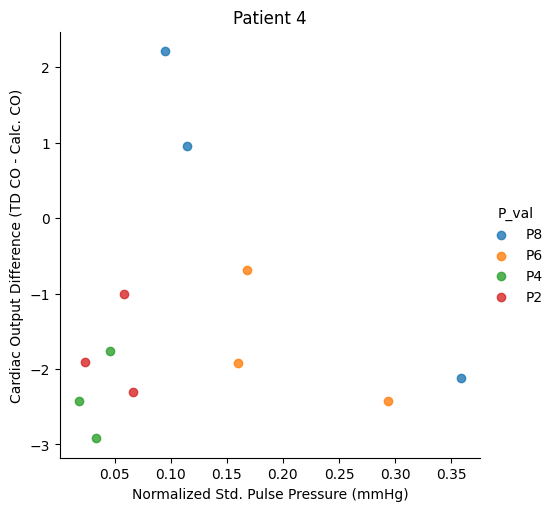 Patient 4
Cardiac Output Difference (TD CO - Calc. CO)
2
1
0
−1
−2
−3
0.05
0.10
0.15
0.20
0.25
0.30
0.35
Normalized Std. Pulse Pressure (mmHg)
P_val
P8
P6
P4
P2